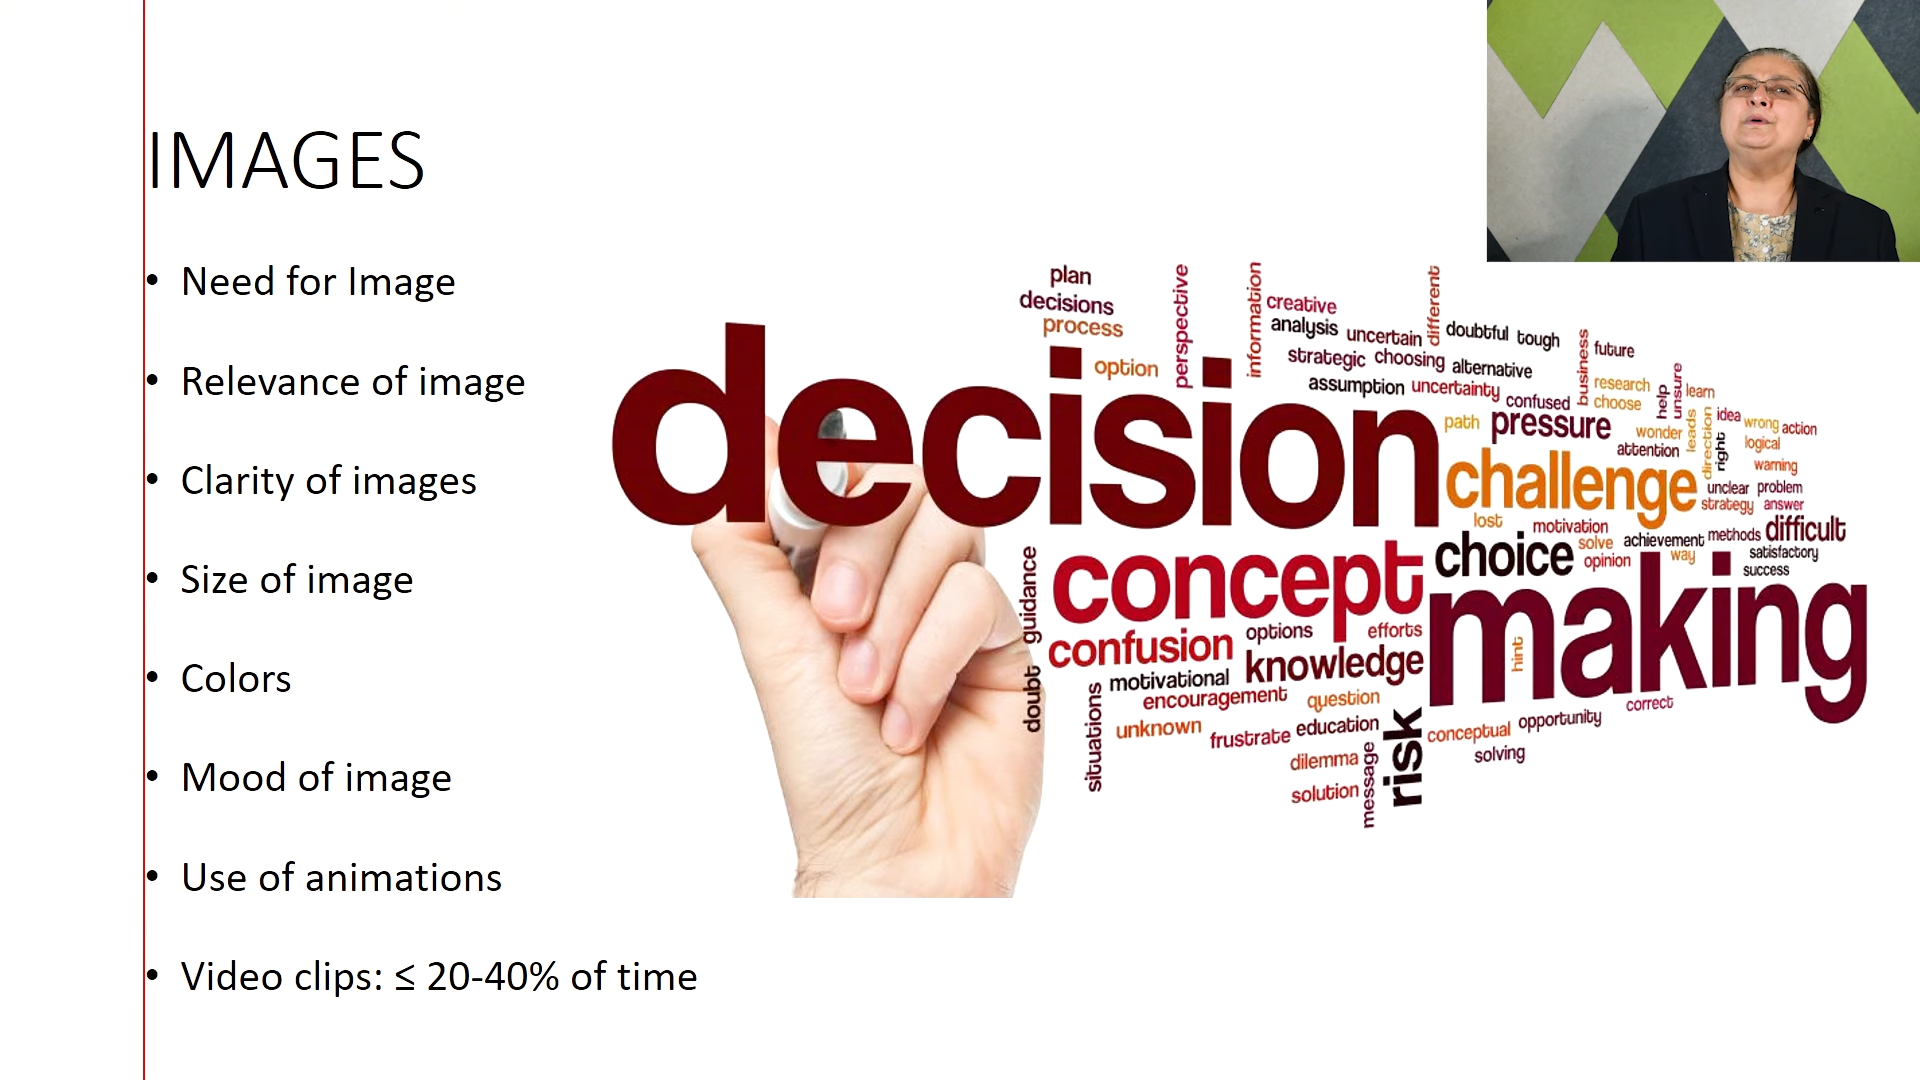 IMAGES
• Need for Image
• Relevance of image
• Clarity of images
• Size of image
• Colors
• Mood of image
• Use of animations
• Video clips: ≤ 20-40% of time
plan
decisions
process
option
perspective
information
creative
analysis
uncertain
different
doubtful
tough
strategic
choosing
alternative
assumption
uncertainty
confused
business
future
research
choose
help
unsure
learn
decision
path
pressure
wonder
attention
leads
direction
right
idea
wrong
action
logical
warning
challenge
unclear
problem
strategy
answer
lost
motivation
solve
achievement
methods
difficult
choice
opinion
way
satisfactory
success
concept
making
guidance
doubt
confusion
options
efforts
knowledge
hint
motivational
encouragement
question
situations
unknown
frustrate
education
risk
conceptual
opportunity
correct
solving
dilemma
solution
message